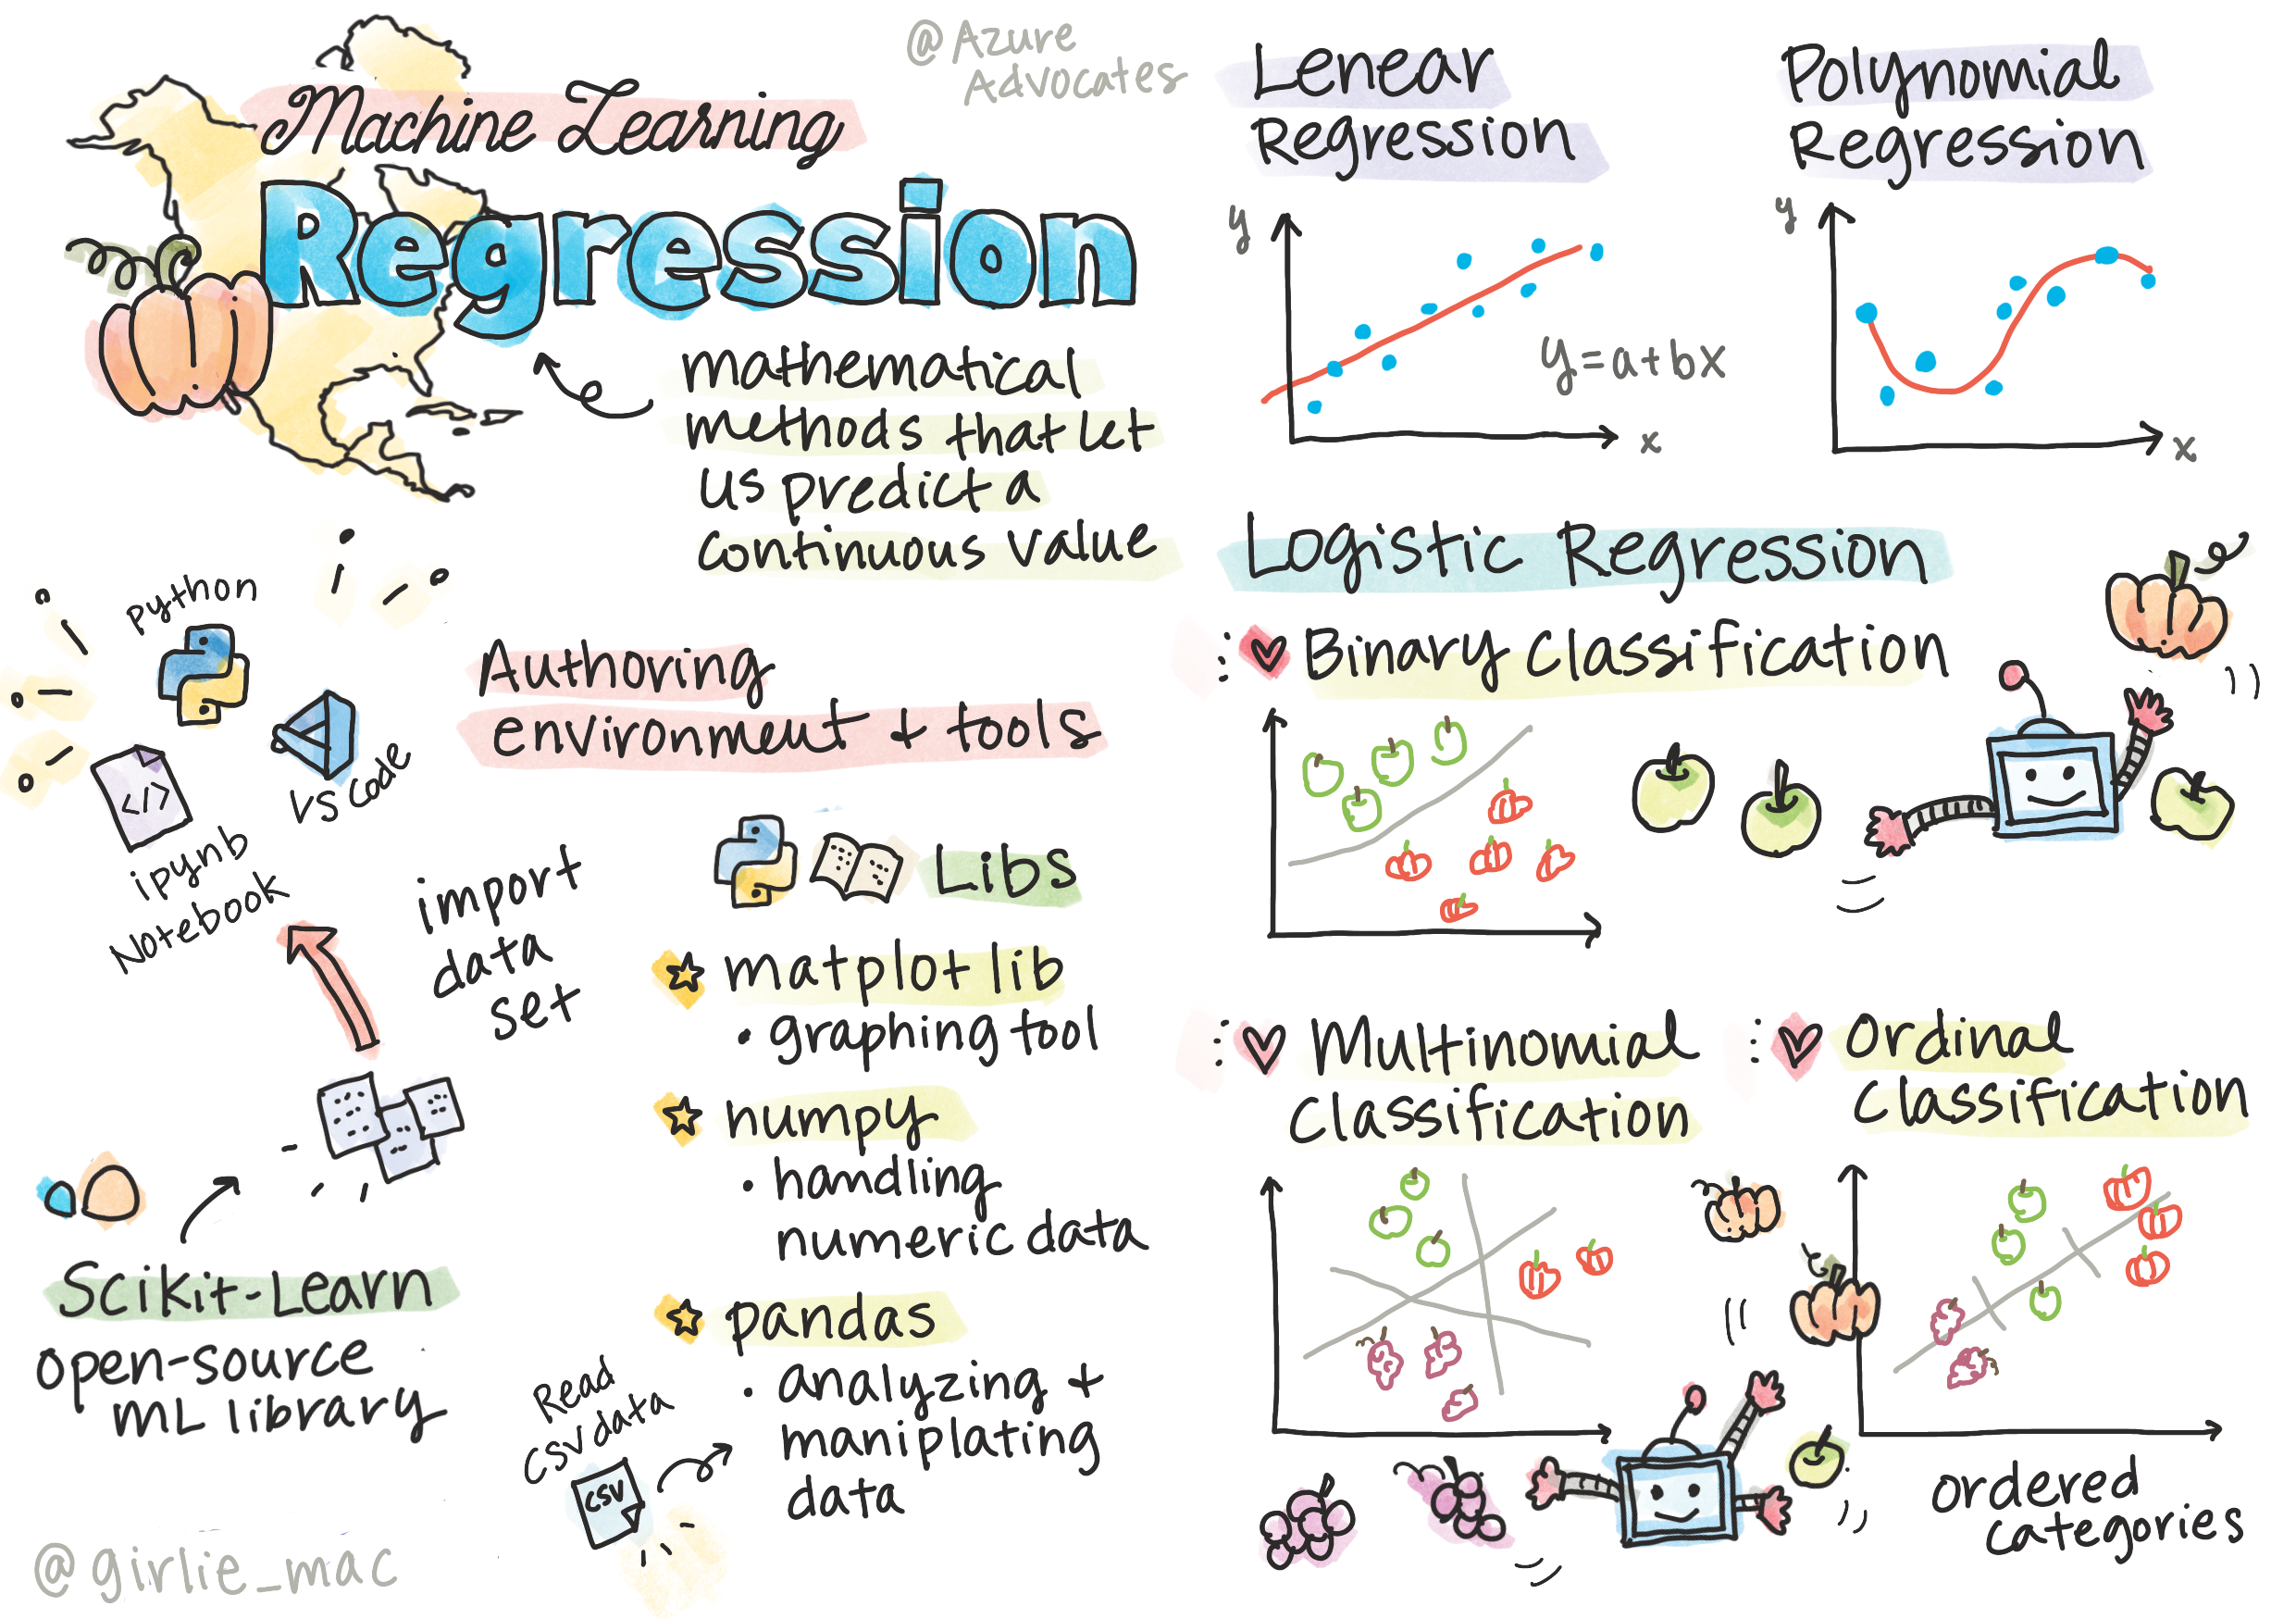 @Azure
Advocates
Machine Learning
Regression
mathematical
methods that let
us predict a
continuous value
python
VS Code
ipynb
Notebook
Authoring
environment + tools
import
data
set
Scikit-Learn
open-source
ML library
Libs
matplot lib
• graphing tool
numpy
• handling
numeric data
pandas
• analyzing +
maniplating
data
Read
CSV data
CSV
@girlie_mac
Lenear
Regression
y
y=a+bx
x
Polynomial
Regression
y
x
Logistic Regression
Binary Classification
Multinomial
Classification
Ordinal
Classification
ordered
categories